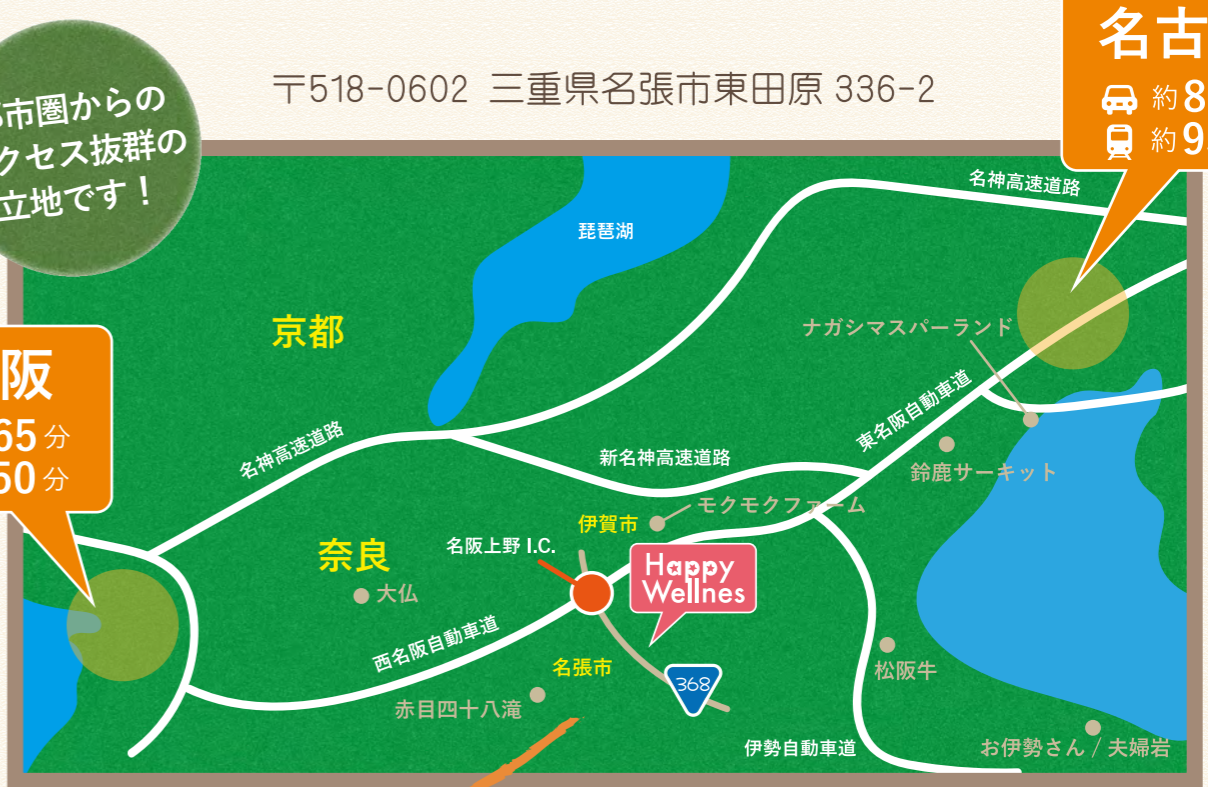 〒518-0602 三重県名張市東田原 336-2
市圏からの
クセス抜群の
立地です！
名古
約8
約9
名神高速道路
琵琶湖
京都
ナガシマスパーランド
阪
65分
50分
東名阪自動車道
名神高速道路
新名神高速道路
鈴鹿サーキット
モクモクファーム
伊賀市
名阪上野 I.C.
奈良
Happy
Wellnes
大仏
西名阪自動車道
名張市
松阪牛
368
赤目四十八滝
伊勢自動車道
お伊勢さん / 夫婦岩